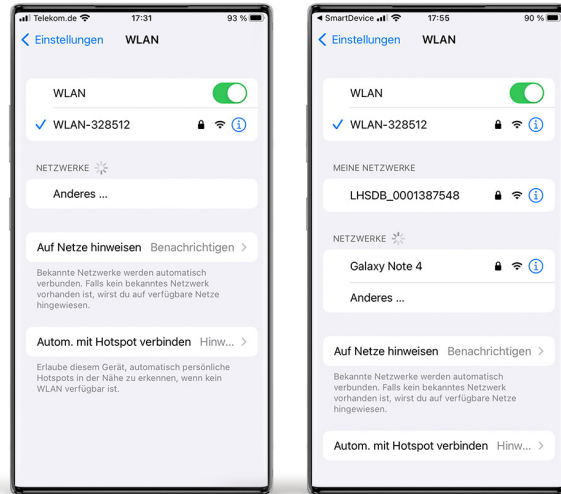 Telekom.de 17:31 93 %
Einstellungen WLAN
WLAN
WLAN-328512
NETZWERKE
Anderes ...
Auf Netze hinweisen Benachrichtigen
Bekannte Netzwerke werden automatisch
verbunden. Falls kein bekanntes Netzwerk
vorhanden ist, wirst du auf verfügbare Netze
hingewiesen.
Autom. mit Hotspot verbinden Hinw...
Erlaube diesem Gerät, automatisch persönliche
Hotspots in der Nähe zu erkennen, wenn kein
WLAN verfügbar ist.
SmartDevice 17:55 90 %
Einstellungen WLAN
WLAN
WLAN-328512
MEINE NETZWERKE
LHSDB_0001387548
NETZWERKE
Galaxy Note 4
Anderes ...
Auf Netze hinweisen Benachrichtigen
Bekannte Netzwerke werden automatisch
verbunden. Falls kein bekanntes Netzwerk
vorhanden ist, wirst du auf verfügbare Netze
hingewiesen.
Autom. mit Hotspot verbinden Hinw...